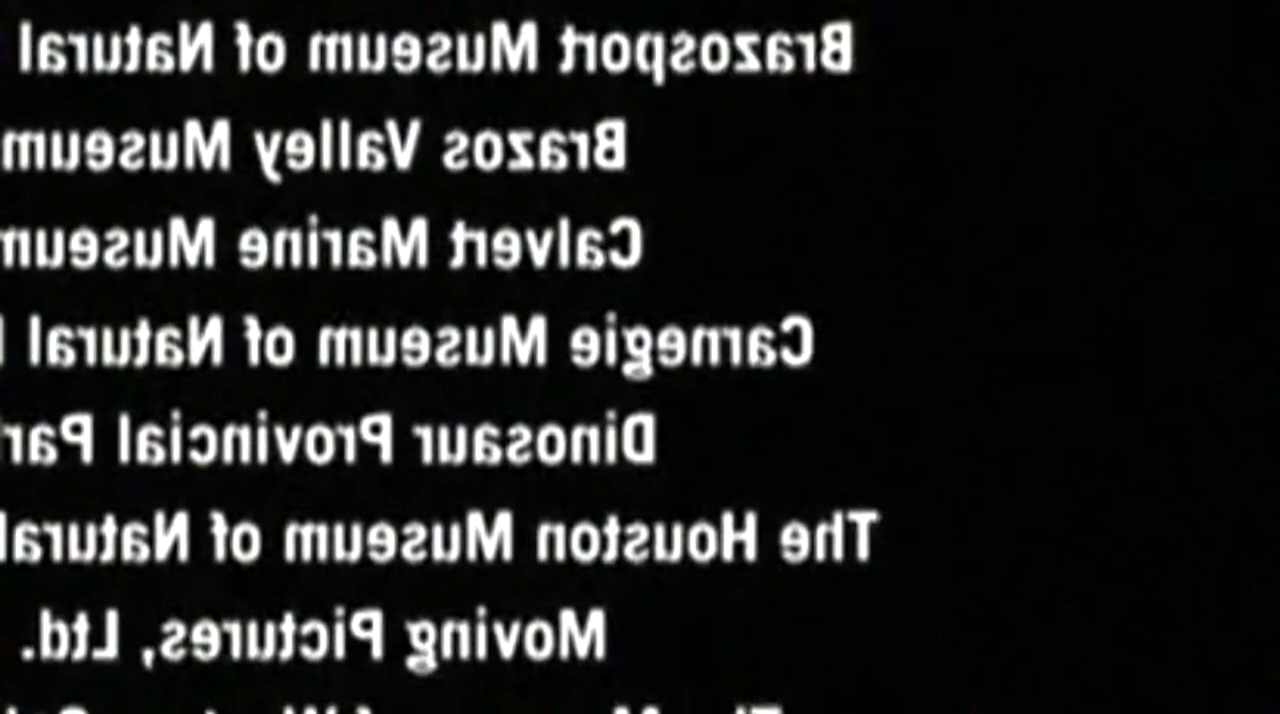 Brazosport Museum of Natural
Brazos Valley Museum
Calvert Marine Museum
Carnegie Museum of Natural
Dinosaur Provincial Par
The Houston Museum of Natural
Moving Pictures, Ltd.